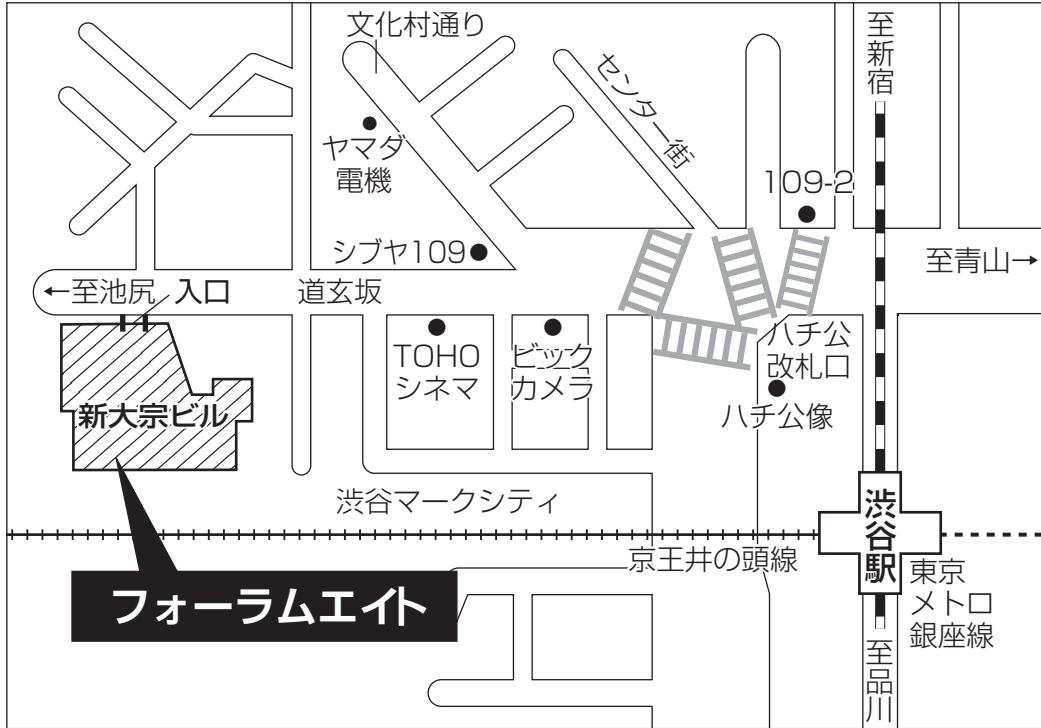 文化村通り
至新宿
センター街
ヤマダ
電機
109-2
シブヤ109
至青山→
←至池尻
入口
道玄坂
TOHO
シネマ
ビック
カメラ
ハチ公
改札口
ハチ公像
新大宗ビル
渋谷マークシティ
渋谷駅
京王井の頭線
東京
メトロ
銀座線
フォーラムエイト
至品川